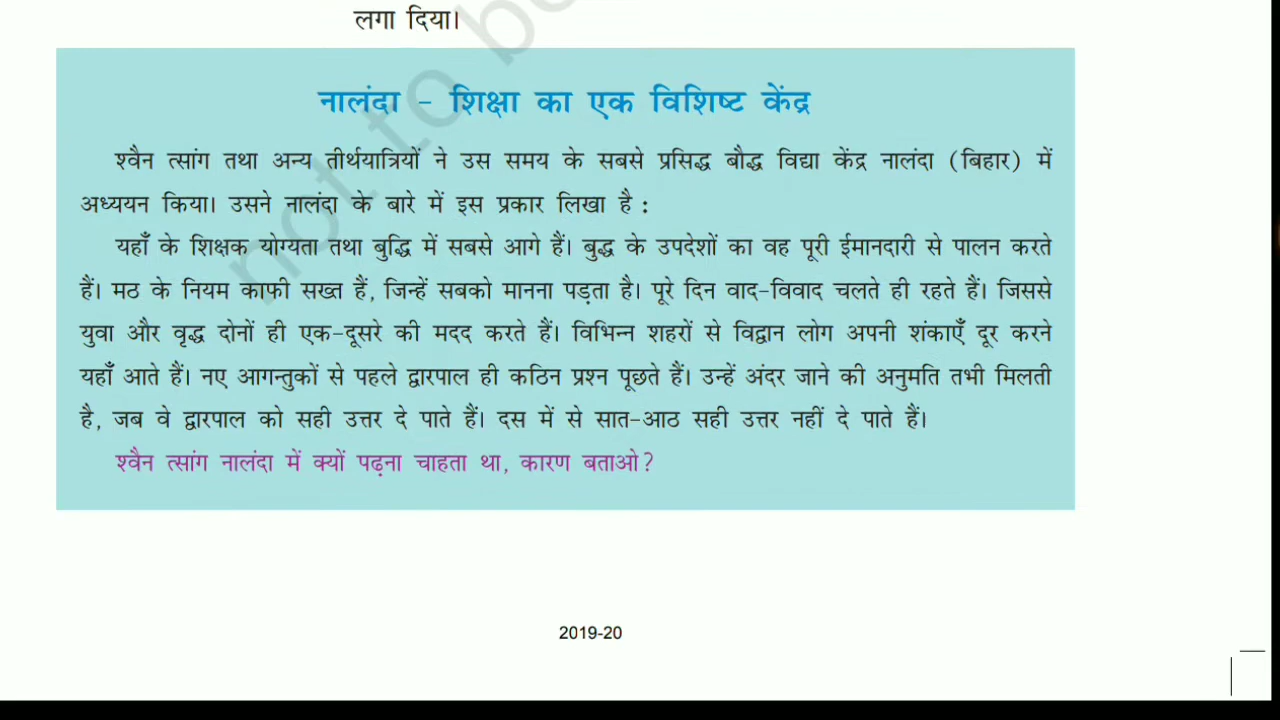 लगा दिया।
not to be
नालंदा - शिक्षा का एक विशिष्ट केंद्र
श्वैन त्सांग तथा अन्य तीर्थयात्रियों ने उस समय के सबसे प्रसिद्ध बौद्ध विद्या केंद्र नालंदा (बिहार) में
अध्ययन किया। उसने नालंदा के बारे में इस प्रकार लिखा है :
यहाँ के शिक्षक योग्यता तथा बुद्धि में सबसे आगे हैं। बुद्ध के उपदेशों का वह पूरी ईमानदारी से पालन करते
हैं। मठ के नियम काफी सख्त हैं, जिन्हें सबको मानना पड़ता है। पूरे दिन वाद-विवाद चलते ही रहते हैं। जिससे
युवा और वृद्ध दोनों ही एक-दूसरे की मदद करते हैं। विभिन्न शहरों से विद्वान लोग अपनी शंकाएँ दूर करने
यहाँ आते हैं। नए आगन्तुकों से पहले द्वारपाल ही कठिन प्रश्न पूछते हैं। उन्हें अंदर जाने की अनुमति तभी मिलती
है, जब वे द्वारपाल को सही उत्तर दे पाते हैं। दस में से सात-आठ सही उत्तर नहीं दे पाते हैं।
श्वैन त्सांग नालंदा में क्यों पढ़ना चाहता था, कारण बताओ?
2019-20